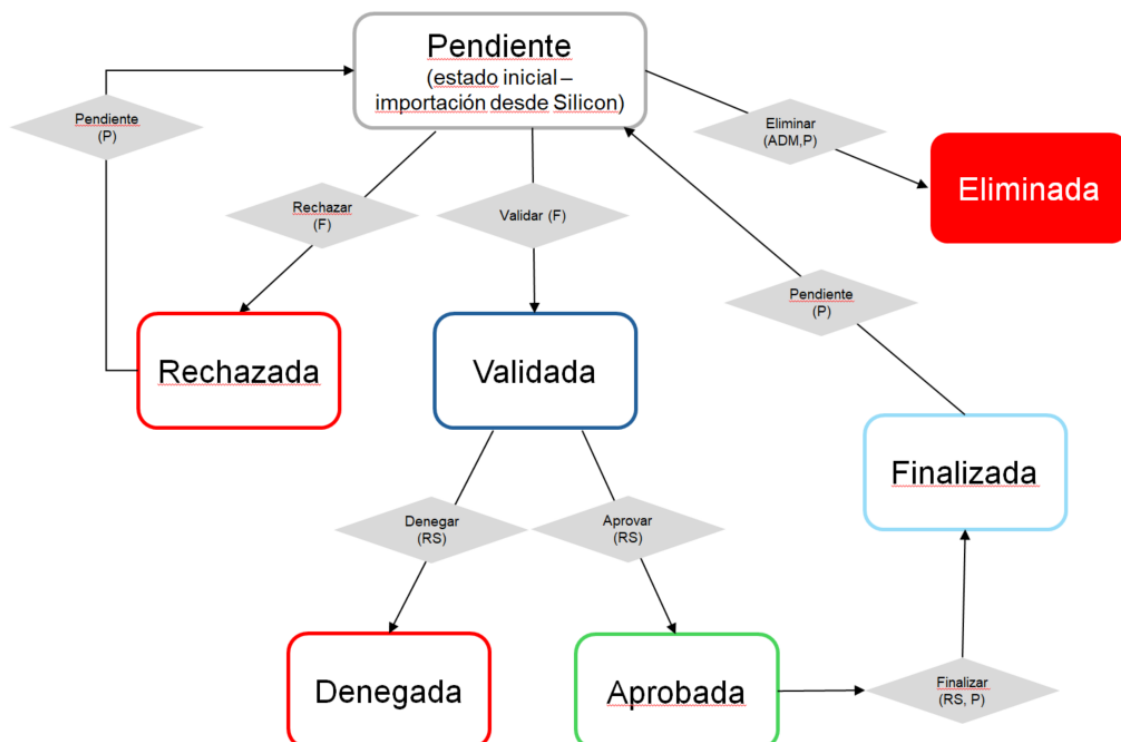 Pendiente
(estado inicial –
importación desde Silicon)
Pendiente
(P)
Eliminar
(ADM,P)
Eliminada
Rechazar
(F)
Validar (F)
Pendiente
(P)
Rechazada
Validada
Finalizada
Denegar
(RS)
Aprovar
(RS)
Denegada
Aprobada
Finalizar
(RS, P)